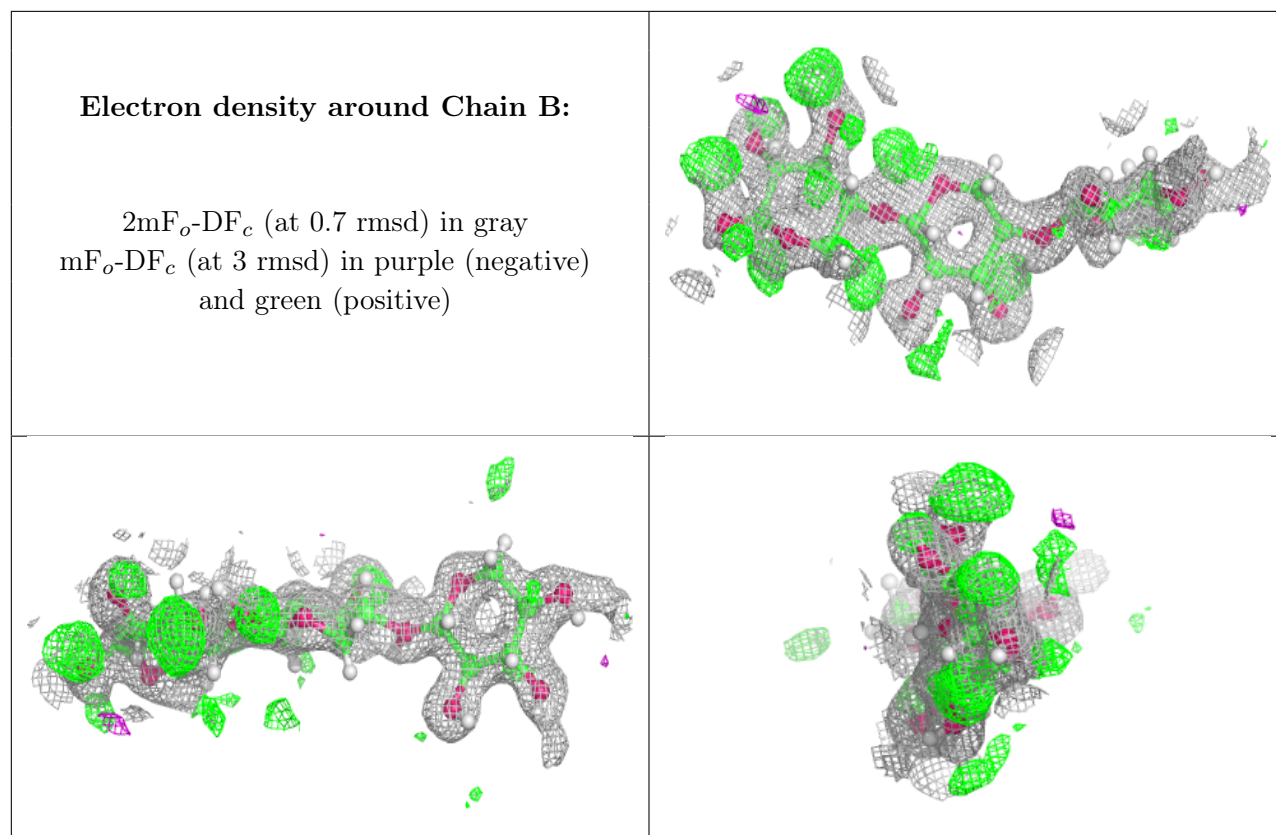 Electron density around Chain B:
2mFₒ-DF𝒸 (at 0.7 rmsd) in gray
mFₒ-DF𝒸 (at 3 rmsd) in purple (negative)
and green (positive)